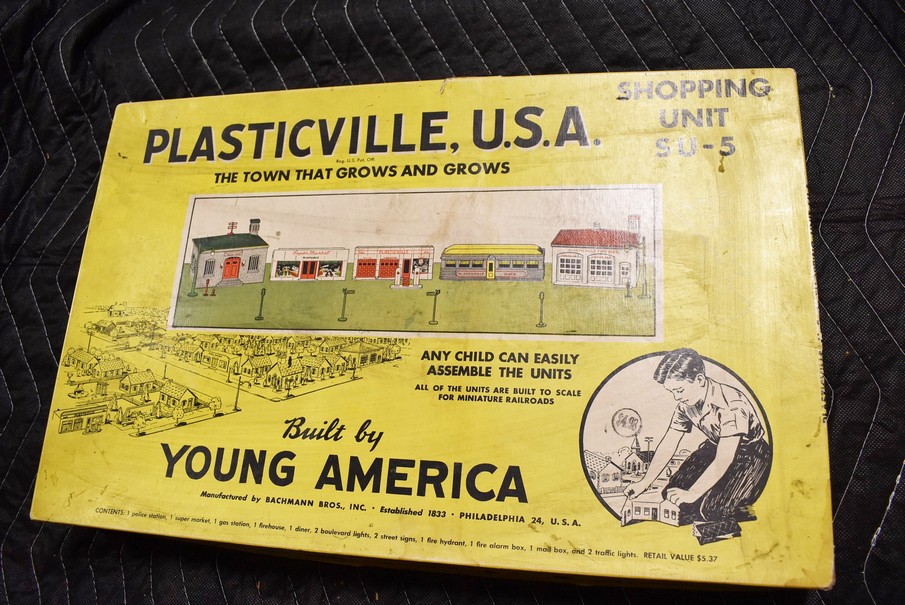 SHOPPING
UNIT
SU-5
PLASTICVILLE, U.S.A.
Reg. U.S. Pat. Off.
THE TOWN THAT GROWS AND GROWS
ANY CHILD CAN EASILY
ASSEMBLE THE UNITS
ALL OF THE UNITS ARE BUILT TO SCALE
FOR MINIATURE RAILROADS
Built by
YOUNG AMERICA
Manufactured by BACHMANN BROS., INC. · Established 1833 · PHILADELPHIA 24, U.S.A.
CONTENTS: 1 police station, 1 super market, 1 gas station, 1 firehouse, 1 diner, 2 boulevard lights, 2 street signs, 1 fire hydrant, 1 fire alarm box, 1 mail box, and 2 traffic lights. RETAIL VALUE $5.37